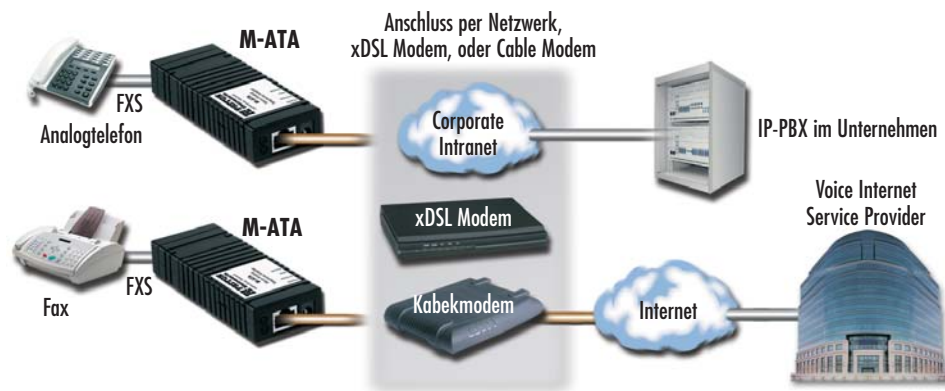 Anschluss per Netzwerk,
xDSL Modem, oder Cable Modem
M-ATA
FXS
Analogtelefon
Corporate
Intranet
IP-PBX im Unternehmen
xDSL Modem
Voice Internet
Service Provider
M-ATA
FXS
Fax
Kabekmodem
Internet